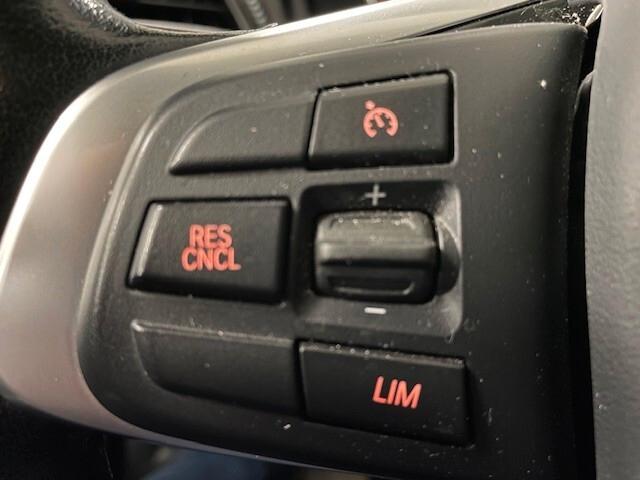 +
RES
CNCL
–
LIM